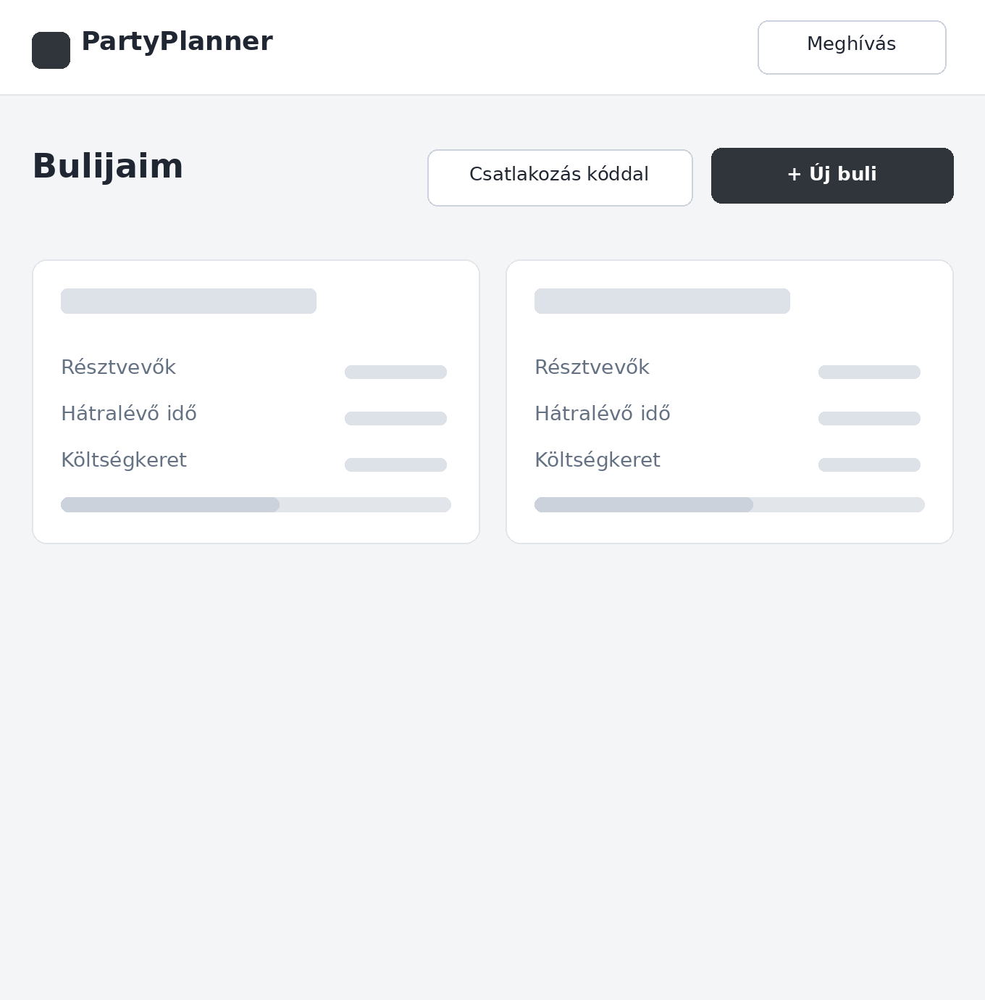 PartyPlanner
Meghívás
Bulijaim
Csatlakozás kóddal
+ Új buli
Résztvevők
Hátralévő idő
Költségkeret
Résztvevők
Hátralévő idő
Költségkeret